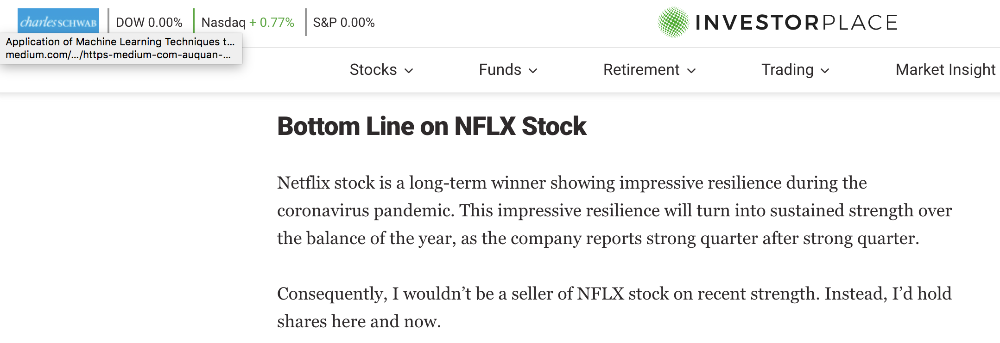 charles SCHWAB DOW 0.00% Nasdaq + 0.77% S&P 0.00% INVESTORPLACE
Application of Machine Learning Techniques t...
medium.com/.../https-medium-com-auquan-...
Stocks Funds Retirement Trading Market Insight
Bottom Line on NFLX Stock
Netflix stock is a long-term winner showing impressive resilience during the
coronavirus pandemic. This impressive resilience will turn into sustained strength over
the balance of the year, as the company reports strong quarter after strong quarter.
Consequently, I wouldn’t be a seller of NFLX stock on recent strength. Instead, I’d hold
shares here and now.